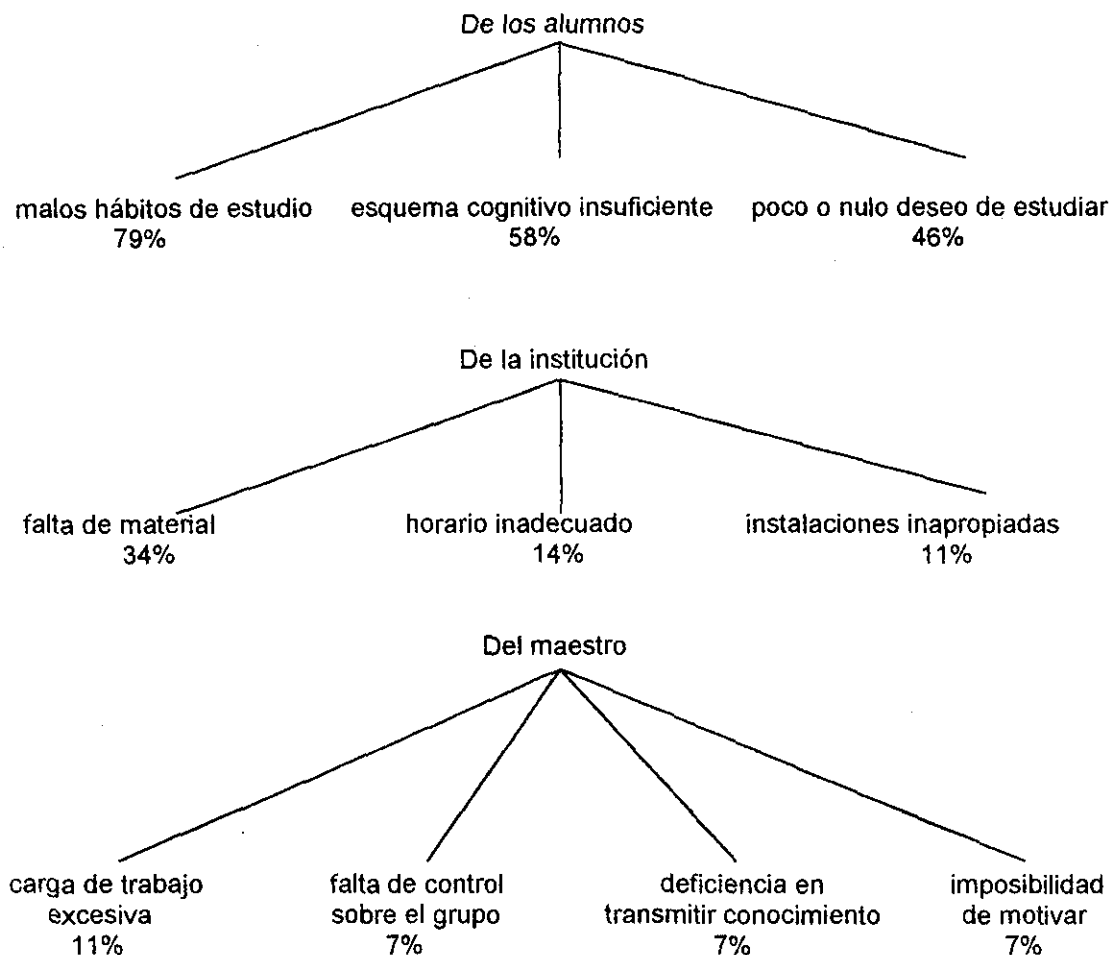 De los alumnos
malos hábitos de estudio
79%
esquema cognitivo insuficiente
58%
poco o nulo deseo de estudiar
46%
De la institución
falta de material
34%
horario inadecuado
14%
instalaciones inapropiadas
11%
Del maestro
carga de trabajo
excesiva
11%
falta de control
sobre el grupo
7%
deficiencia en
transmitir conocimiento
7%
imposibilidad
de motivar
7%